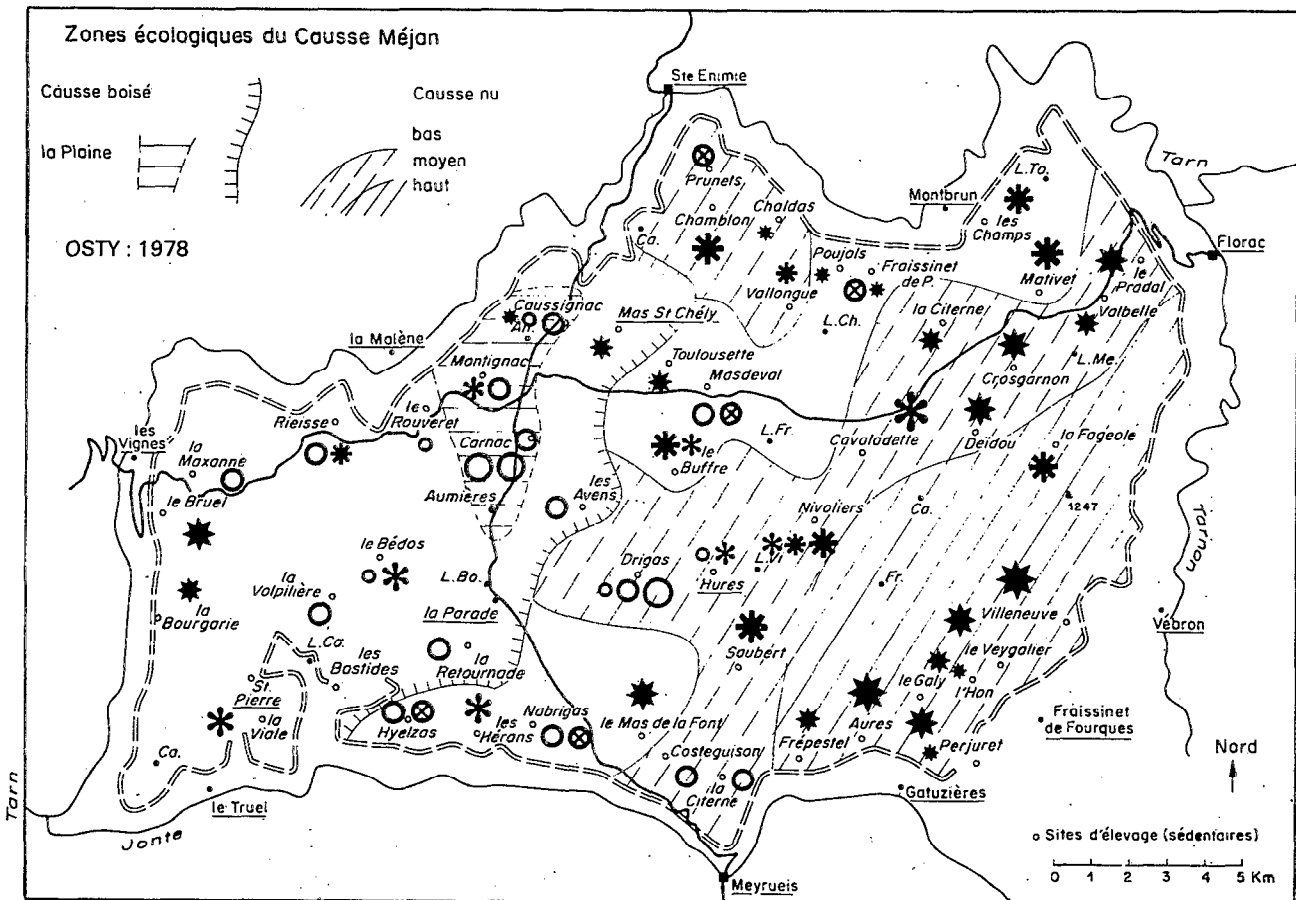 Zones écologiques du Causse Méjan
Causse boisé
Causse nu
la Plaine
bas
moyen
haut
OSTY : 1978
Ste Enimie
Tarn
Prunets
L.To.
Montbrun
Chamblon
Chaldas
les
Champs
Ca.
Florac
Poujols
Fraissinet
de P.
Vallongue
Mativet
le
Pradal
Valbelle
Caussignac
An.
Mas St Chély
L.Ch.
la Citerne
la Malène
Toulousette
Masdeval
L.Me.
Crosgarnon
Montignac
le
Rouveret
Rieisse
les
Vignes
la
Maxanne
Carnac
L.Fr.
Cavaladette
Deidou
la Fageole
le
Buffre
le Bruel
Aumières
les
Avens
Nivoliers
Ca.
1247
Tarnon
le Bédos
Drigas
Hures
L.Vi.
Fr.
la
Volpilière
L.Bo.
la Parade
la
Bourgarie
Villeneuve
Vébron
L.Ca.
les
Bastides
la
Retournade
Saubert
le Veygalier
le Galy
l'Hon
St.
Pierre
la
Viale
Hyelzas
les
Hérans
Nabrigas
le Mas de la Font
Aures
Fraissinet
de Fourques
Frépestel
Perjuret
Nord
Costeguison
la
Citerne
Ca.
le Truel
Gatuzières
Tarn
Jonte
Meyrueis
Sites d'élevage (sédentaires)
0 1 2 3 4 5 Km